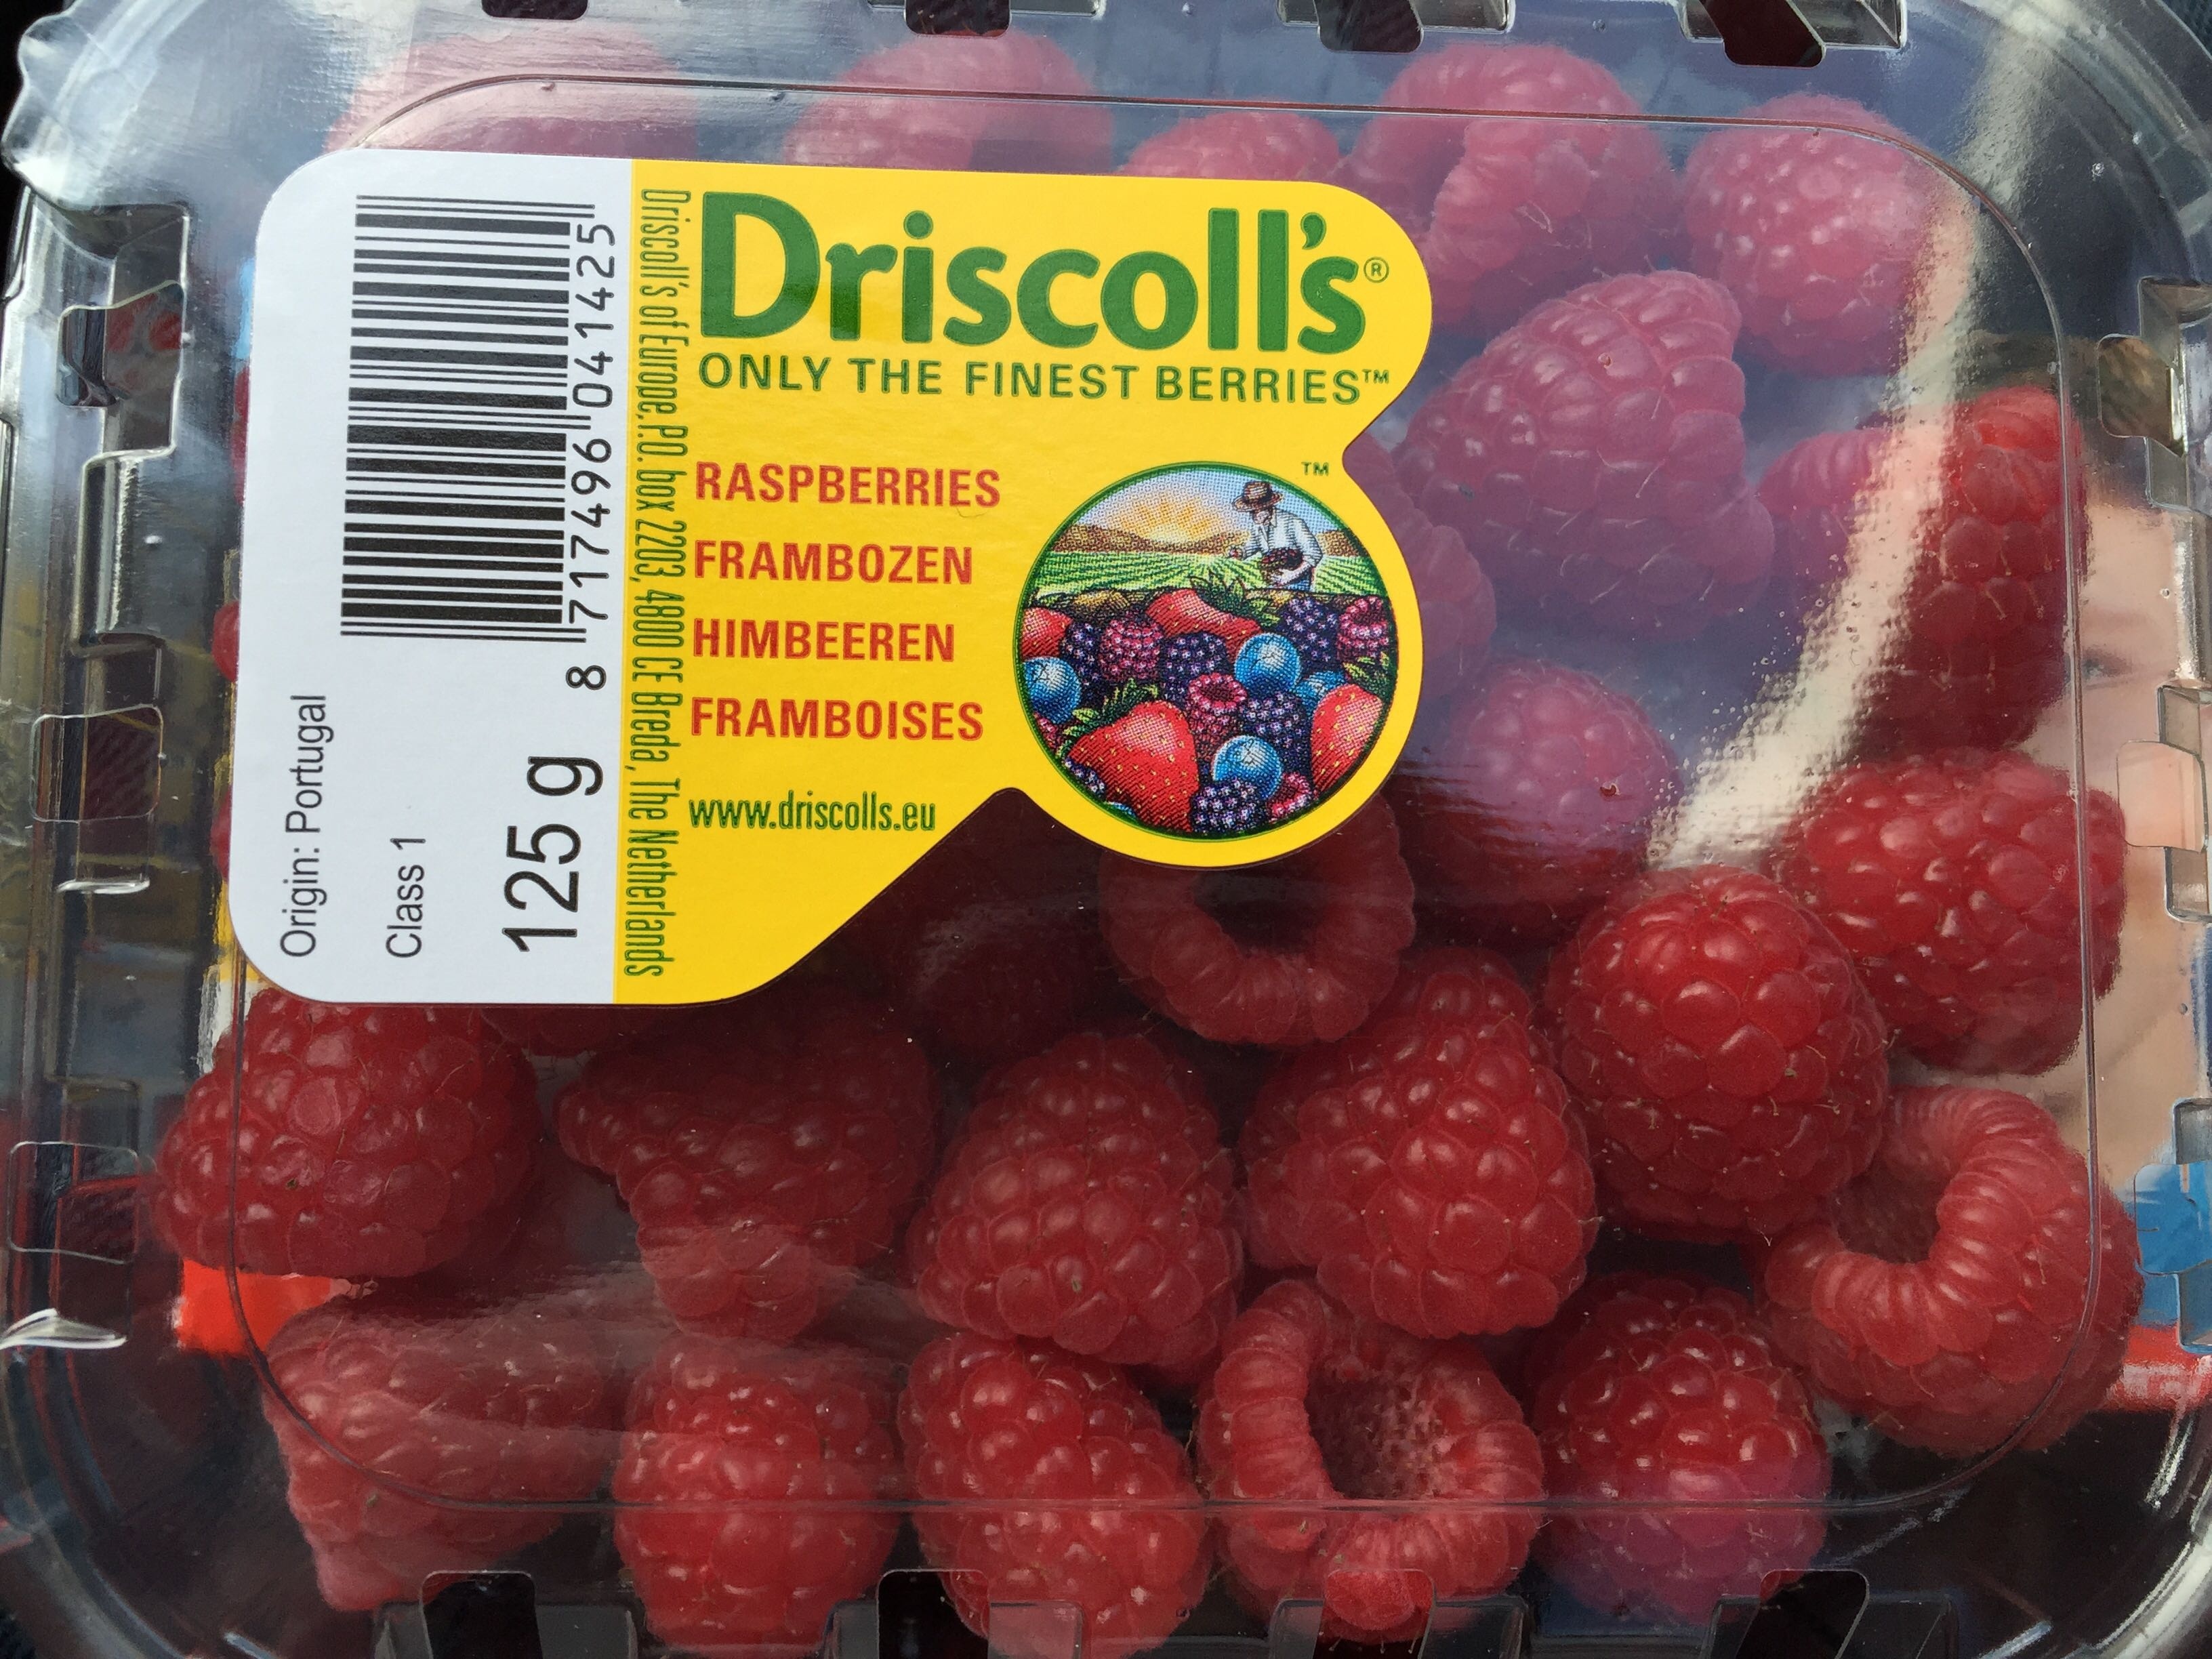 Driscoll's®
ONLY THE FINEST BERRIES™
RASPBERRIES
FRAMBOZEN
HIMBEEREN
FRAMBOISES
www.driscolls.eu
™
Driscoll's of Europe, P.O. box 2203, 4800 CE Breda, The Netherlands
8 717496 041425
125 g
Class 1
Origin: Portugal